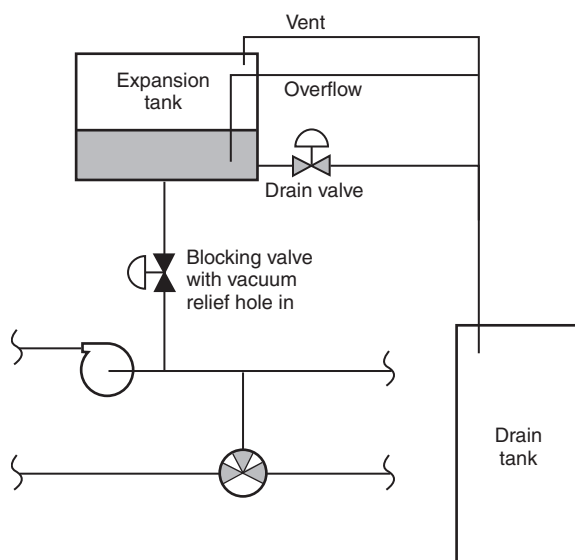 Vent
Expansion
tank
Overflow
Drain valve
Blocking valve
with vacuum
relief hole in
Drain
tank